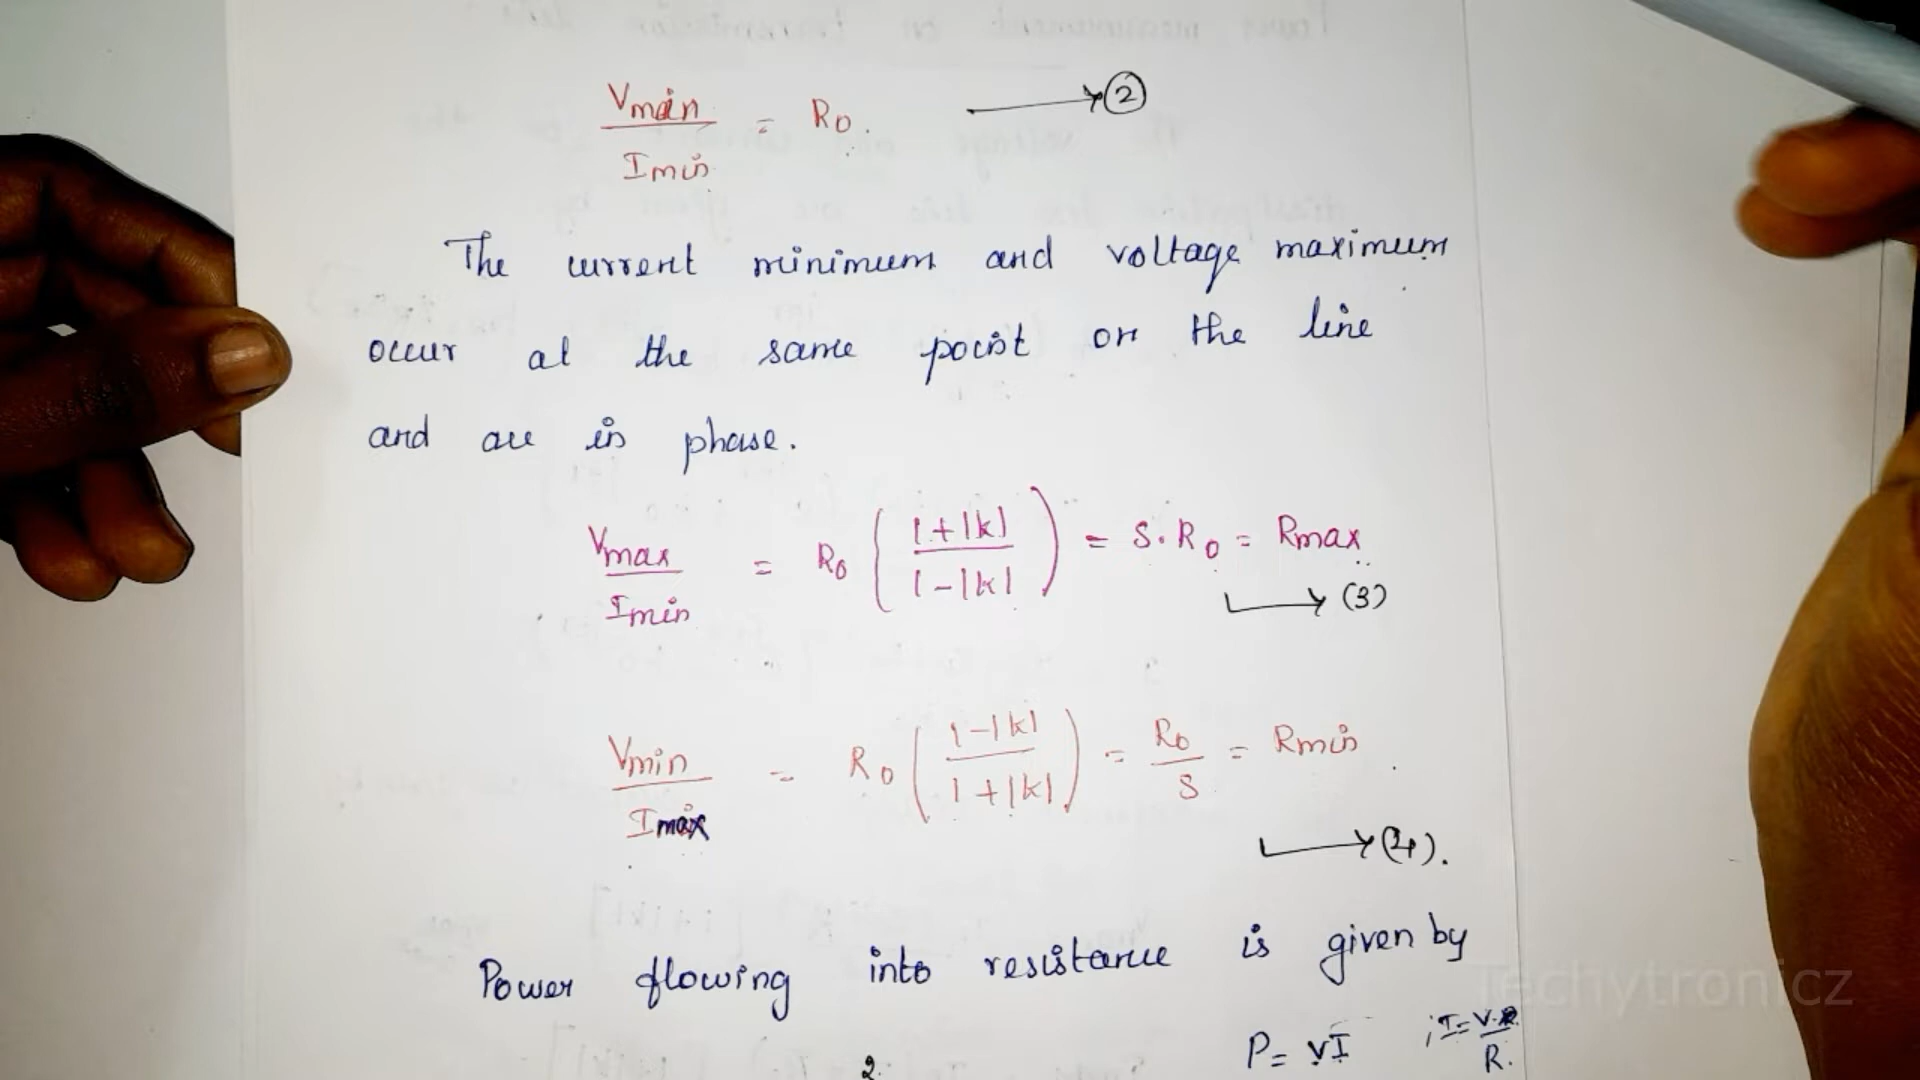 Vmin / Imin = R0. → (2)
The current minimum and voltage maximum
occur at the same point on the line
and are in phase.
Vmax / Imin = R0 ( 1+|k| / 1-|k| ) = S.R0 = Rmax
→ (3)
Vmin / Imax = R0 ( 1-|k| / 1+|k| ) = R0 / S = Rmin
→ (4).
Power flowing into resistance is given by
Techytronicz
P = VI ; I = V / R.
2